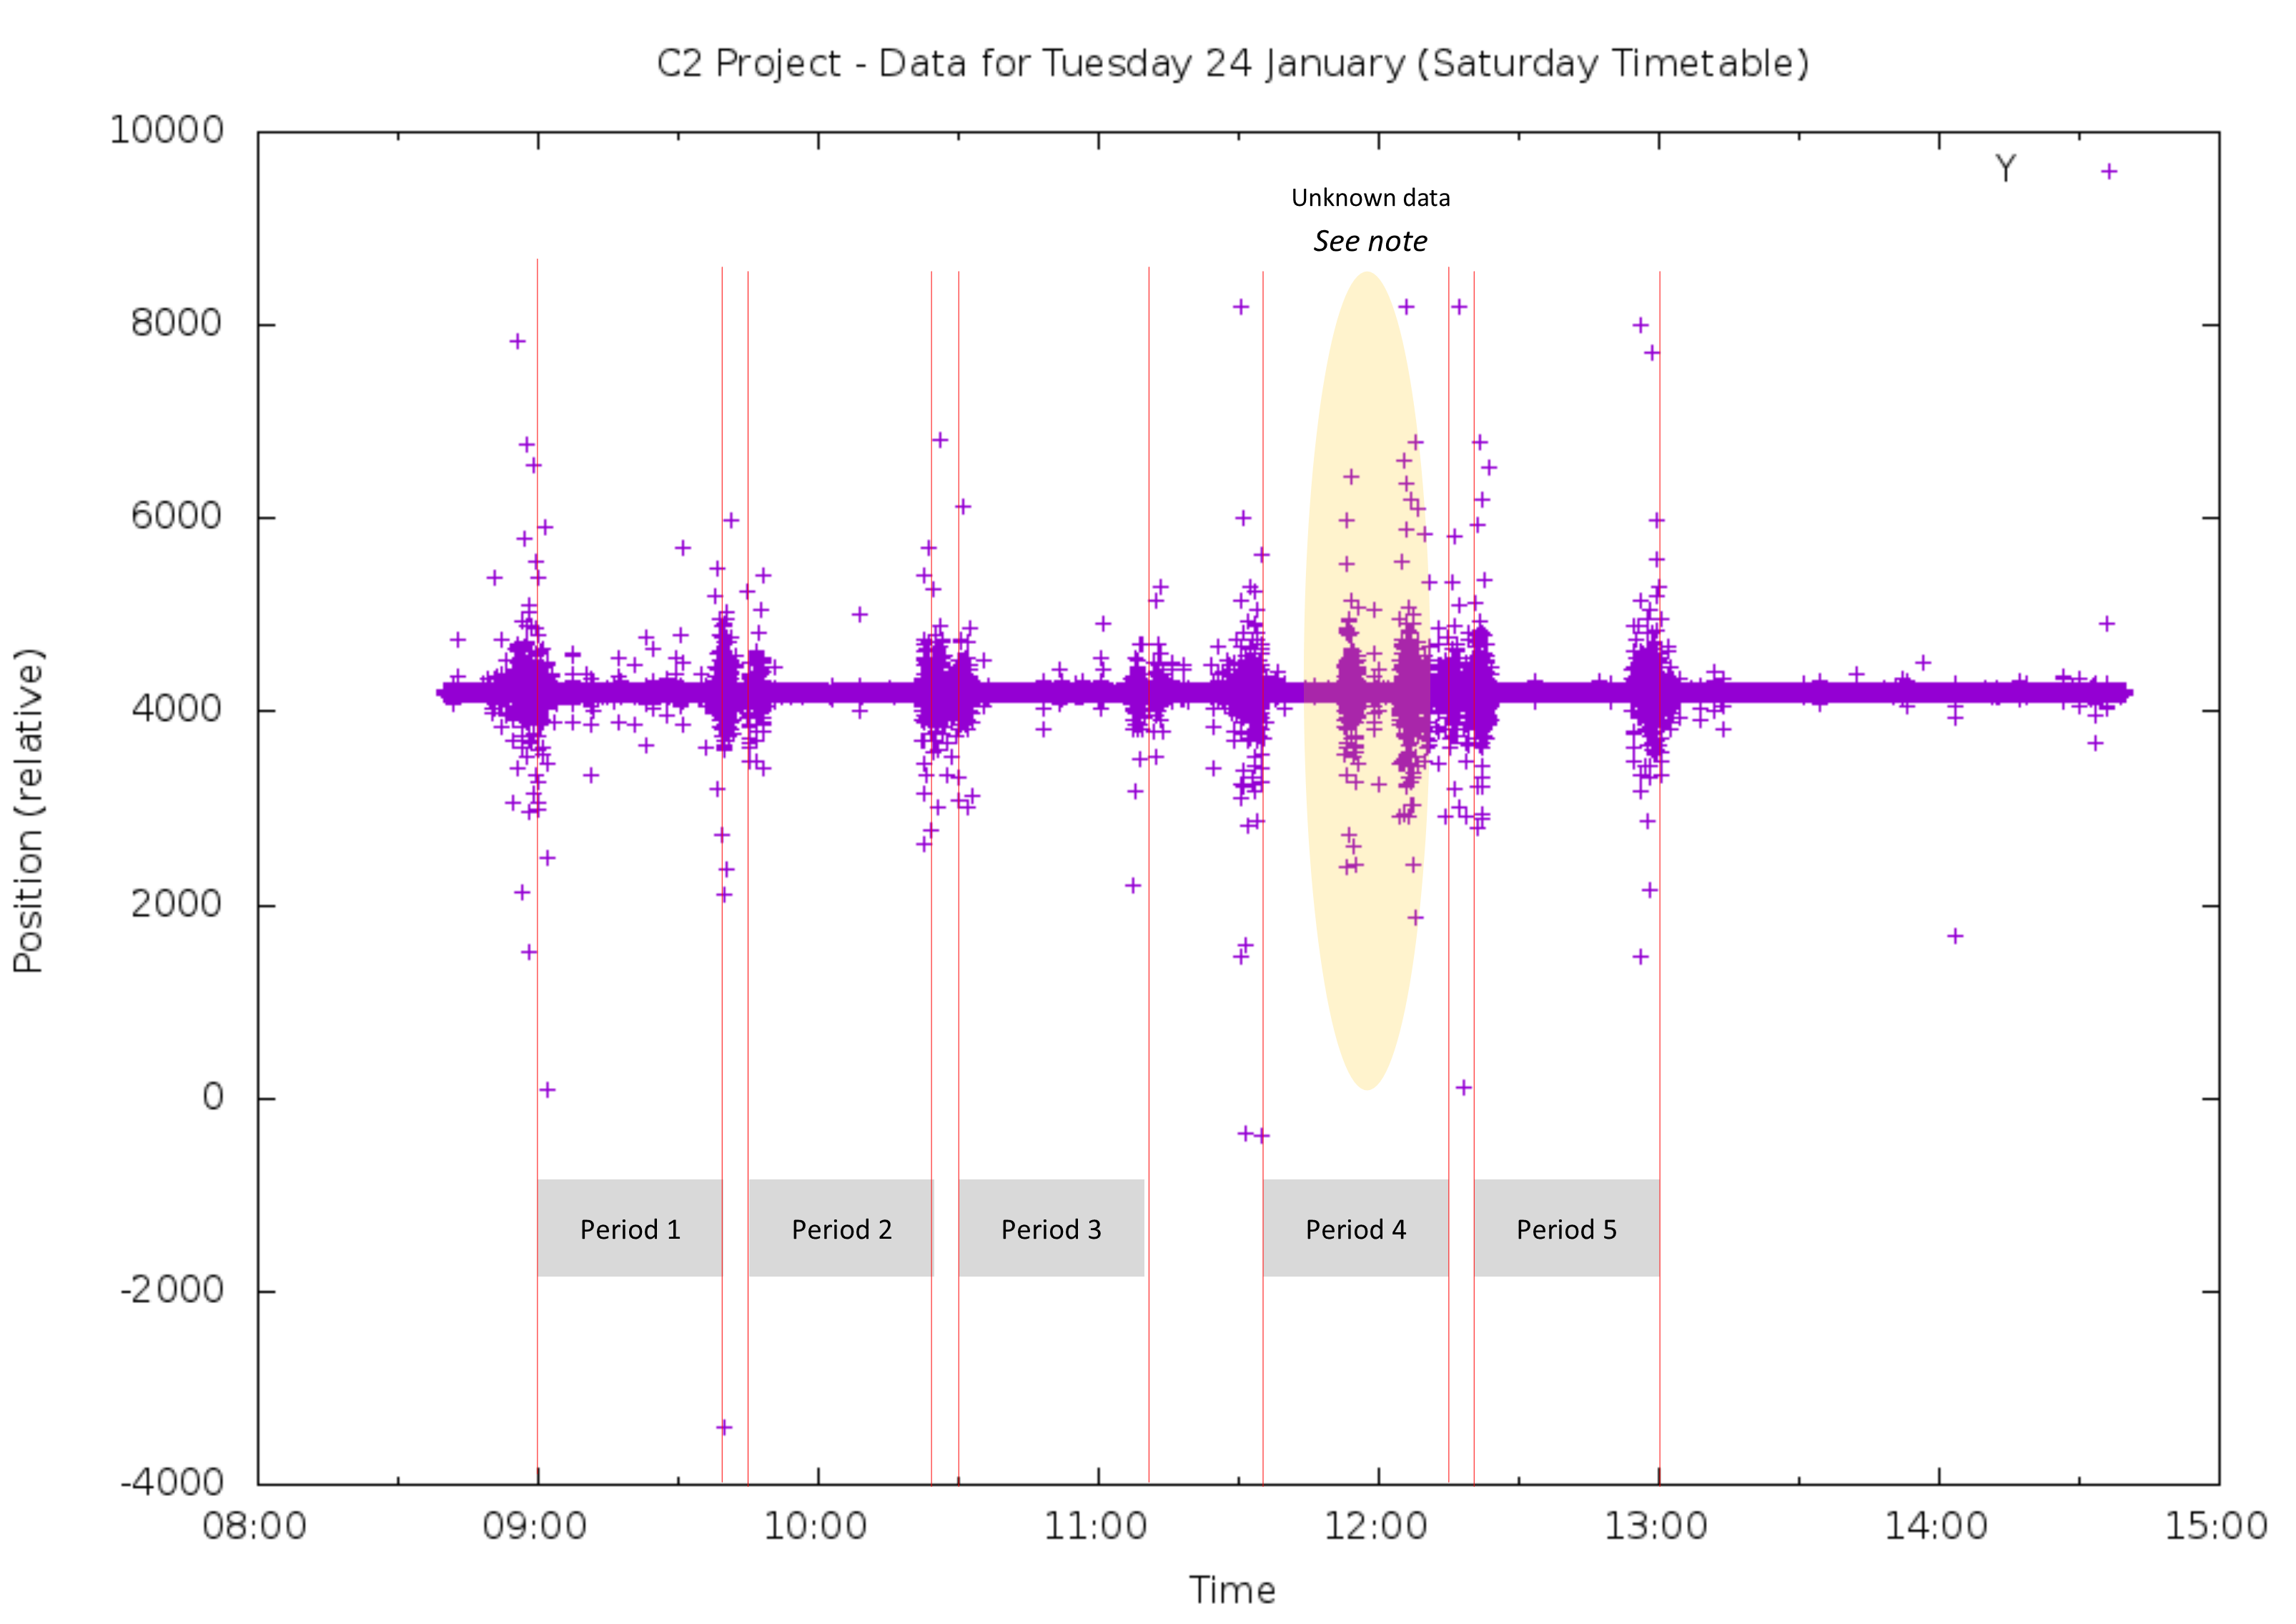 C2 Project - Data for Tuesday 24 January (Saturday Timetable)
10000
Y
Unknown data
See note
8000
6000
4000
2000
0
-2000
-4000
Position (relative)
Period 1 Period 2 Period 3 Period 4 Period 5
08:00 09:00 10:00 11:00 12:00 13:00 14:00 15:00
Time